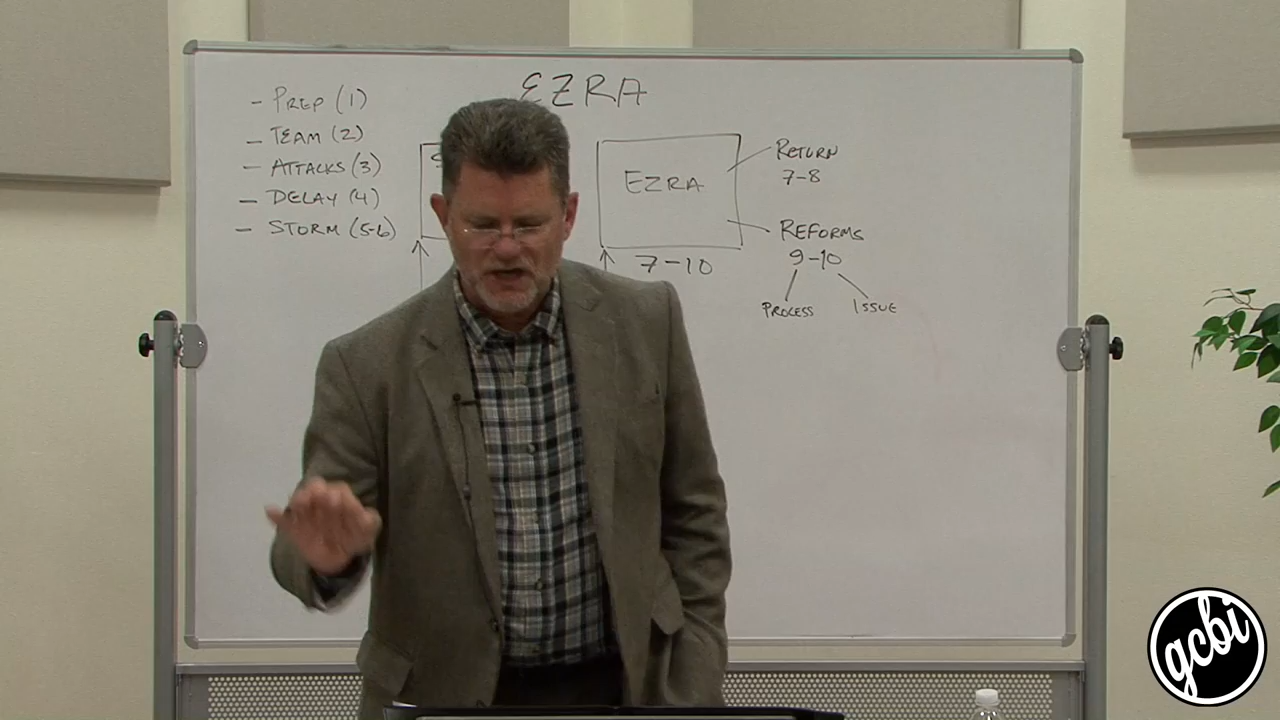 EZRA
- PREP (1)
- TEAM (2)
- ATTACKS (3)
- DELAY (4)
- STORM (5-6)
EZRA
7-10
RETURN
7-8
REFORMS
9-10
PROCESS
ISSUE
gcbi